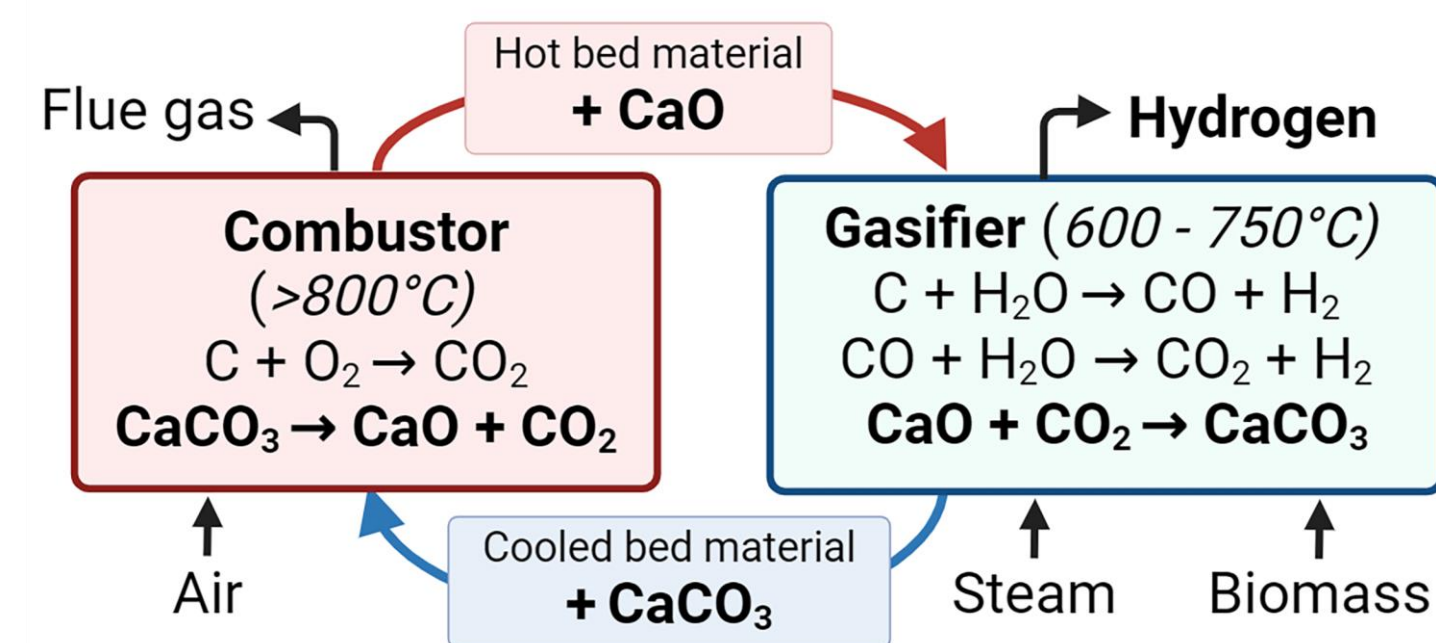 Hot bed material
+ CaO
Flue gas
Hydrogen
Combustor
(>800°C)
C + O₂ → CO₂
CaCO₃ → CaO + CO₂
Gasifier (600 - 750°C)
C + H₂O → CO + H₂
CO + H₂O → CO₂ + H₂
CaO + CO₂ → CaCO₃
Air
Cooled bed material
+ CaCO₃
Steam
Biomass